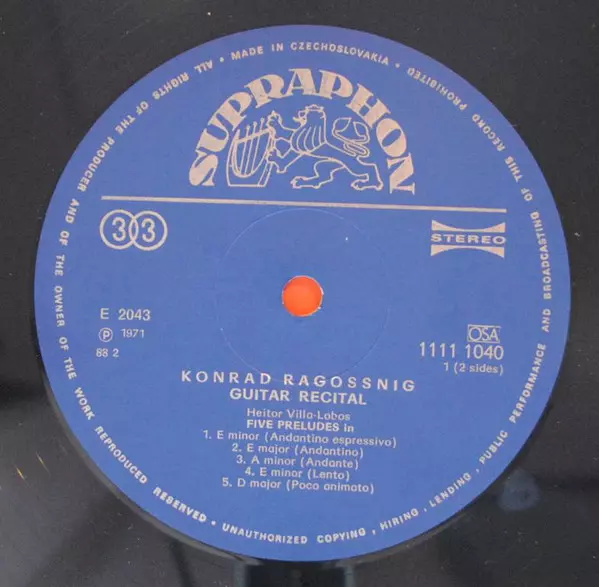 ALL RIGHTS OF THE PRODUCER AND OF THE OWNER OF THE WORK REPRODUCED RESERVED • UNAUTHORIZED COPYING, HIRING, LENDING, PUBLIC PERFORMANCE AND BROADCASTING OF THIS RECORD PROHIBITED • MADE IN CZECHOSLOVAKIA •
SUPRAPHON
33
STEREO
E 2043
Ⓟ 1971
88 2
OSA
1111 1040
1 (2 sides)
KONRAD RAGOSSNIG
GUITAR RECITAL
Heitor Villa-Lobos
FIVE PRELUDES in
1. E minor (Andantino espressivo)
2. E major (Andantino)
3. A minor (Andante)
4. E minor (Lento)
5. D major (Poco animato)